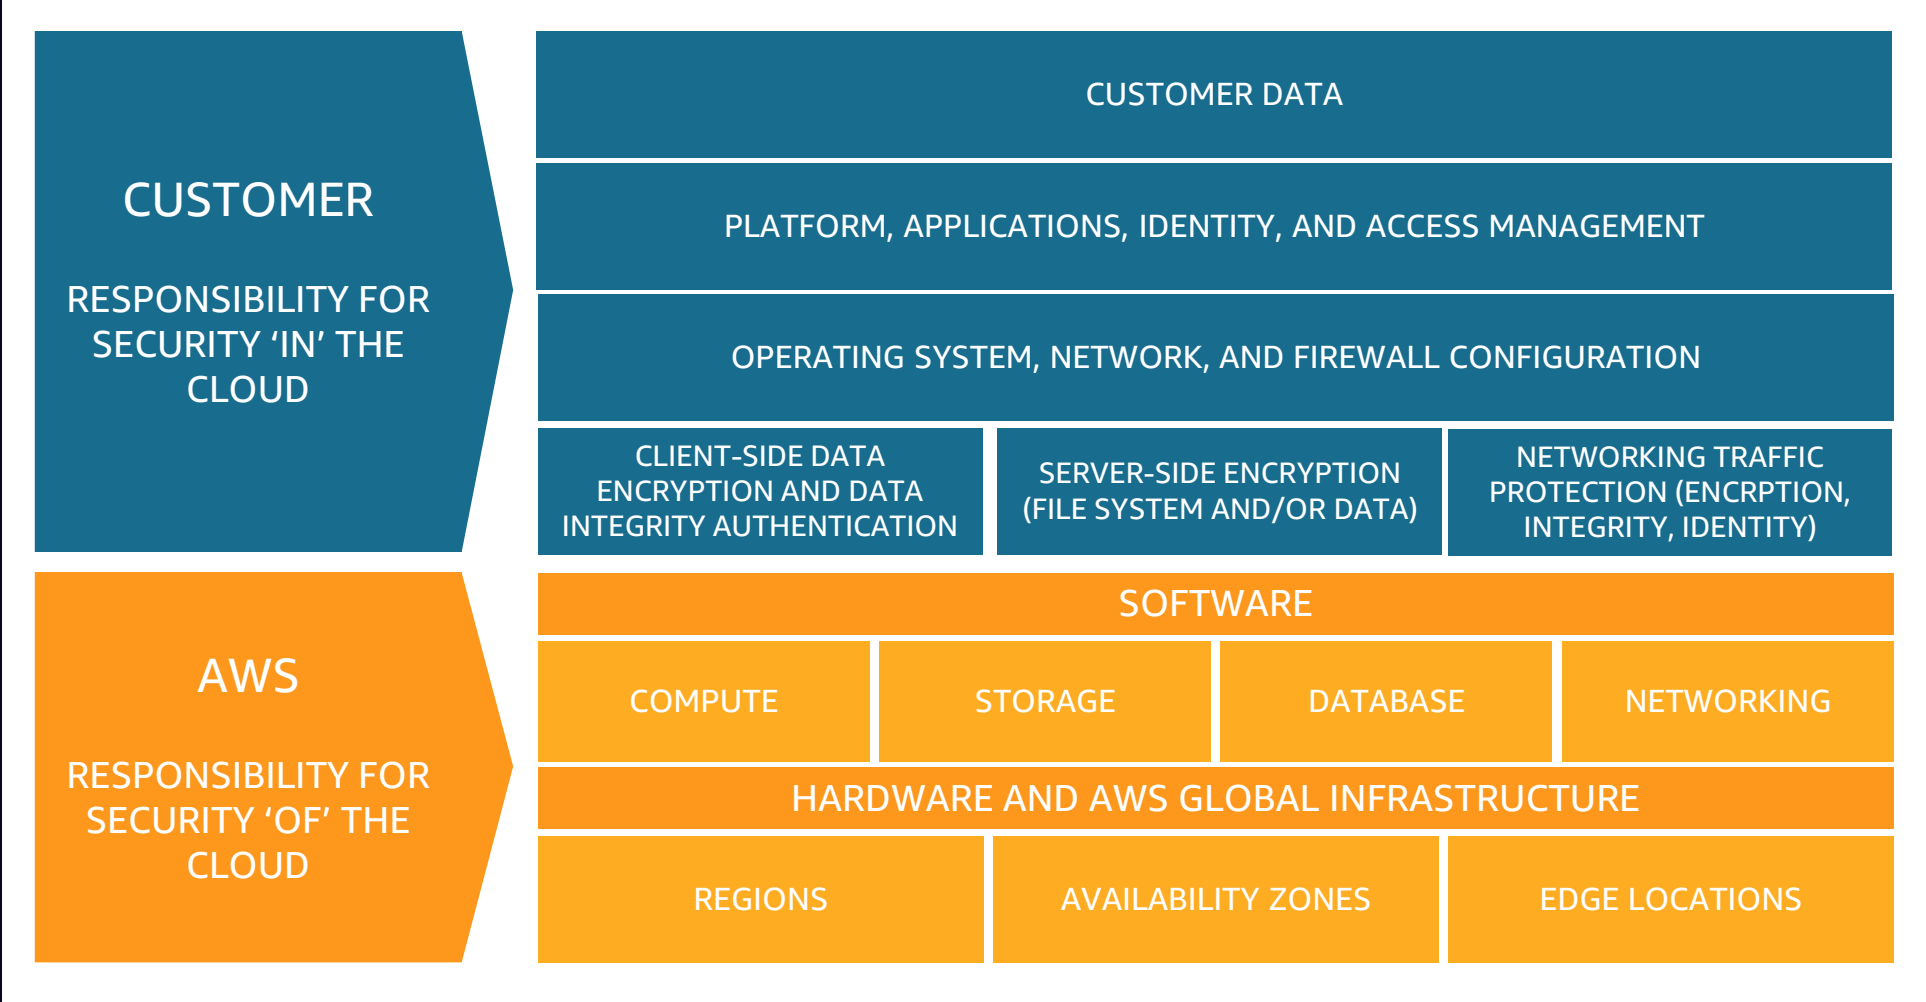 CUSTOMER
RESPONSIBILITY FOR
SECURITY ‘IN’ THE
CLOUD
CUSTOMER DATA
PLATFORM, APPLICATIONS, IDENTITY, AND ACCESS MANAGEMENT
OPERATING SYSTEM, NETWORK, AND FIREWALL CONFIGURATION
CLIENT-SIDE DATA
ENCRYPTION AND DATA
INTEGRITY AUTHENTICATION
SERVER-SIDE ENCRYPTION
(FILE SYSTEM AND/OR DATA)
NETWORKING TRAFFIC
PROTECTION (ENCRPTION,
INTEGRITY, IDENTITY)
AWS
RESPONSIBILITY FOR
SECURITY ‘OF’ THE
CLOUD
SOFTWARE
COMPUTE
STORAGE
DATABASE
NETWORKING
HARDWARE AND AWS GLOBAL INFRASTRUCTURE
REGIONS
AVAILABILITY ZONES
EDGE LOCATIONS